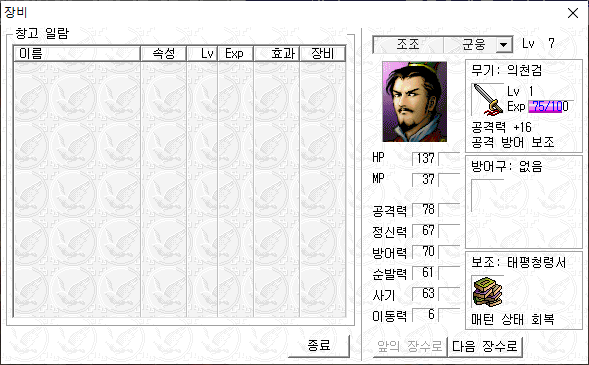 장비
창고 일람
이름 속성 Lv Exp 효과 장비
종료
조조 군웅 Lv 7
HP 137
MP 37
공격력 78
정신력 67
방어력 70
순발력 61
사기 63
이동력 6
무기: 의천검
Lv 1
Exp 75/100
공격력 +16
공격 방어 보조
방어구: 없음
보조: 태평청령서
매턴 상태 회복
앞의 장수로 다음 장수로